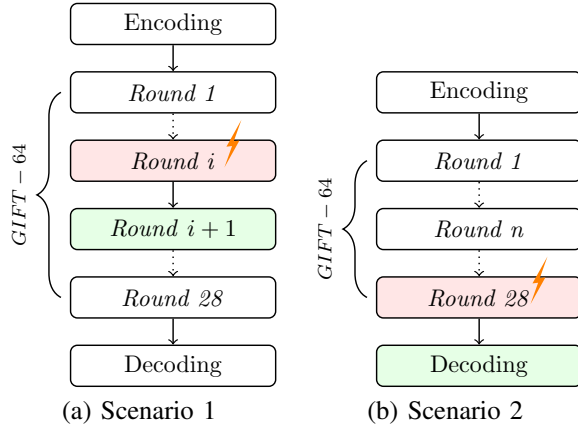 Encoding
Round 1
Round i
Round i + 1
Round 28
Decoding
GIFT − 64
(a) Scenario 1
Encoding
Round 1
Round n
Round 28
Decoding
GIFT − 64
(b) Scenario 2